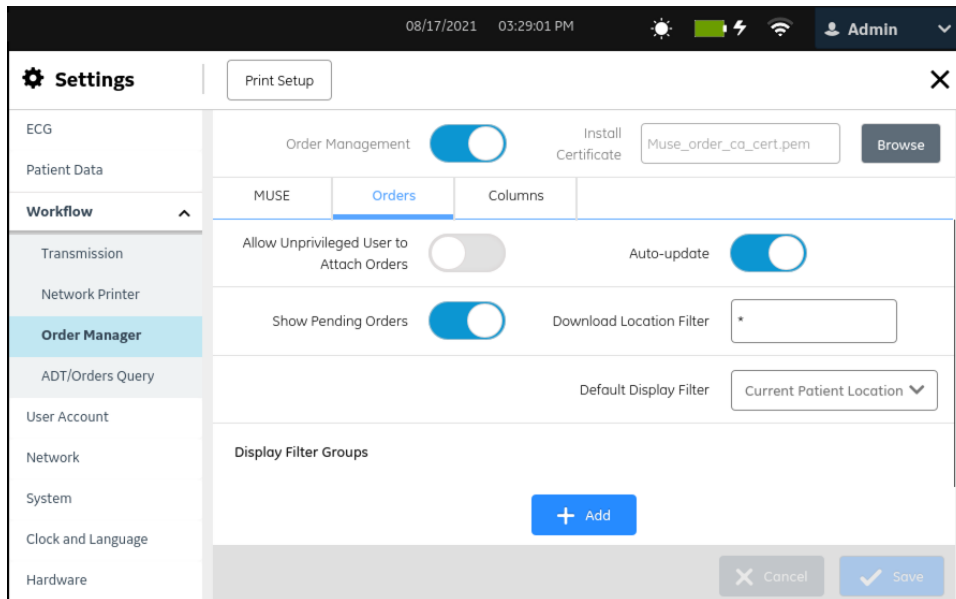 08/17/2021 03:29:01 PM Admin
Settings
Print Setup
ECG
Patient Data
Workflow
Transmission
Network Printer
Order Manager
ADT/Orders Query
User Account
Network
System
Clock and Language
Hardware
Order Management
Install
Certificate
Muse_order_ca_cert.pem
Browse
MUSE Orders Columns
Allow Unprivileged User to
Attach Orders
Auto-update
Show Pending Orders
Download Location Filter
*
Default Display Filter
Current Patient Location
Display Filter Groups
+ Add
Cancel
Save